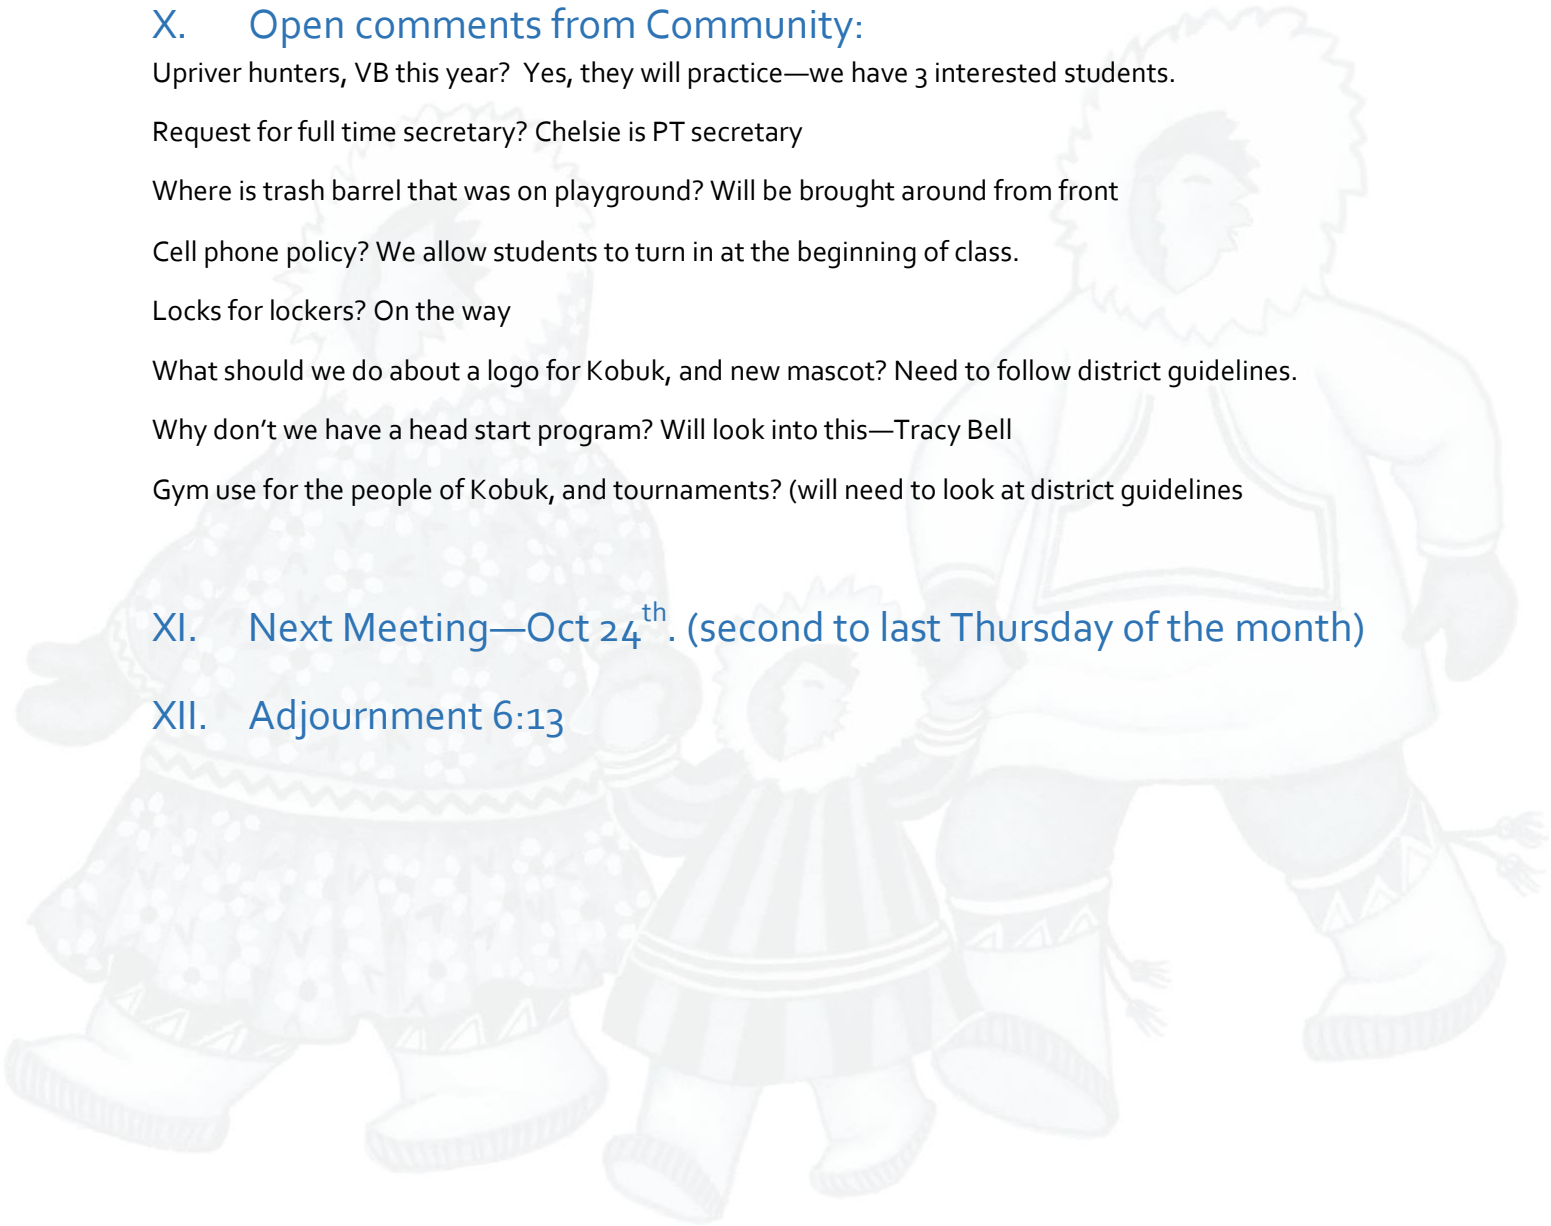 X. Open comments from Community:
Upriver hunters, VB this year?  Yes, they will practice—we have 3 interested students.
Request for full time secretary? Chelsie is PT secretary
Where is trash barrel that was on playground? Will be brought around from front
Cell phone policy? We allow students to turn in at the beginning of class.
Locks for lockers? On the way
What should we do about a logo for Kobuk, and new mascot? Need to follow district guidelines.
Why don’t we have a head start program? Will look into this—Tracy Bell
Gym use for the people of Kobuk, and tournaments? (will need to look at district guidelines
XI. Next Meeting—Oct 24th. (second to last Thursday of the month)
XII. Adjournment 6:13